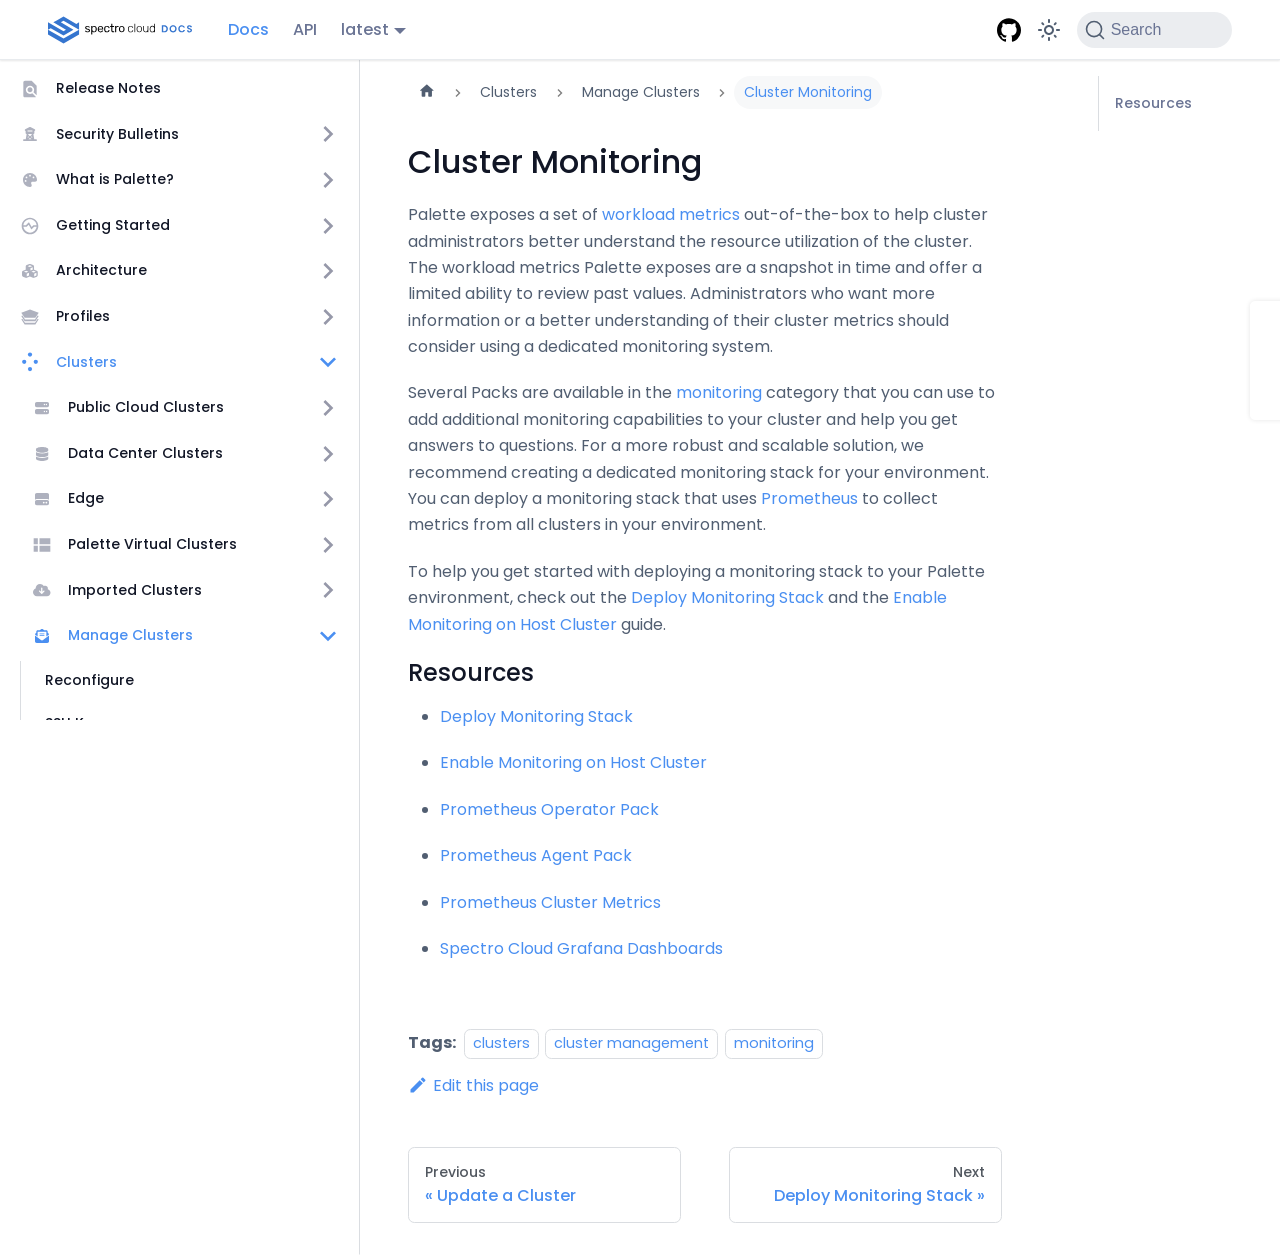 spectro cloud DOCS
Docs
API
latest
Search
Release Notes
Security Bulletins
What is Palette?
Getting Started
Architecture
Profiles
Clusters
Public Cloud Clusters
Data Center Clusters
Edge
Palette Virtual Clusters
Imported Clusters
Manage Clusters
Reconfigure
Clusters
Manage Clusters
Cluster Monitoring
Cluster Monitoring
Palette exposes a set of workload metrics out-of-the-box to help cluster
administrators better understand the resource utilization of the cluster.
The workload metrics Palette exposes are a snapshot in time and offer a
limited ability to review past values. Administrators who want more
information or a better understanding of their cluster metrics should
consider using a dedicated monitoring system.
Several Packs are available in the monitoring category that you can use to
add additional monitoring capabilities to your cluster and help you get
answers to questions. For a more robust and scalable solution, we
recommend creating a dedicated monitoring stack for your environment.
You can deploy a monitoring stack that uses Prometheus to collect
metrics from all clusters in your environment.
To help you get started with deploying a monitoring stack to your Palette
environment, check out the Deploy Monitoring Stack and the Enable
Monitoring on Host Cluster guide.
Resources
Deploy Monitoring Stack
Enable Monitoring on Host Cluster
Prometheus Operator Pack
Prometheus Agent Pack
Prometheus Cluster Metrics
Spectro Cloud Grafana Dashboards
Tags: clusters cluster management monitoring
Edit this page
Previous
« Update a Cluster
Next
Deploy Monitoring Stack »
Resources